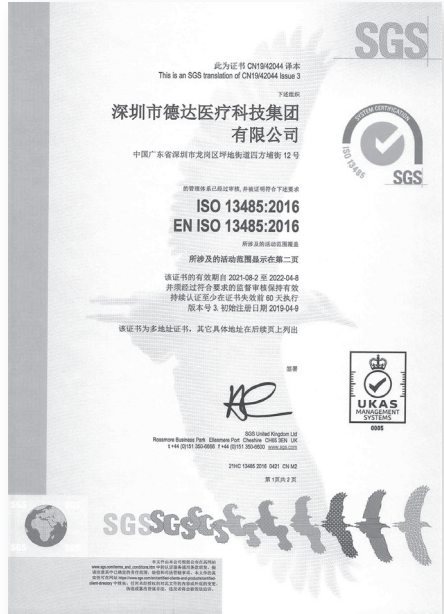 SGS
此为证书 CN19/42044 译本
This is an SGS translation of CN19/42044 Issue 3
下述组织
深圳市德达医疗科技集团
有限公司
中国广东省深圳市龙岗区坪地街道四方埔街 12 号
SYSTEM CERTIFICATION
ISO 13485
SGS
的管理体系已经过审核, 并被证明符合下述要求
ISO 13485:2016
EN ISO 13485:2016
所涉及的活动范围覆盖
所涉及的活动范围显示在第二页
该证书的有效期自 2021-08-2 至 2022-04-8
并须经过符合要求的监督审核保持有效
持续认证至少在证书失效前 60 天执行
版本号 3. 初始注册日期 2019-04-9
该证书为多地址证书, 其它具体地址在后续页上列出
签署
UKAS
MANAGEMENT
SYSTEMS
0005
SGS United Kingdom Ltd
Rossmore Business Park Ellesmere Port Cheshire CH65 3EN UK
t +44 (0)151 350-6666 f +44 (0)151 350-6600 www.sgs.com
21HC 13485 2016 0421 CN M2
第 1页共 2 页
SGS
SGS
SGS
SGS